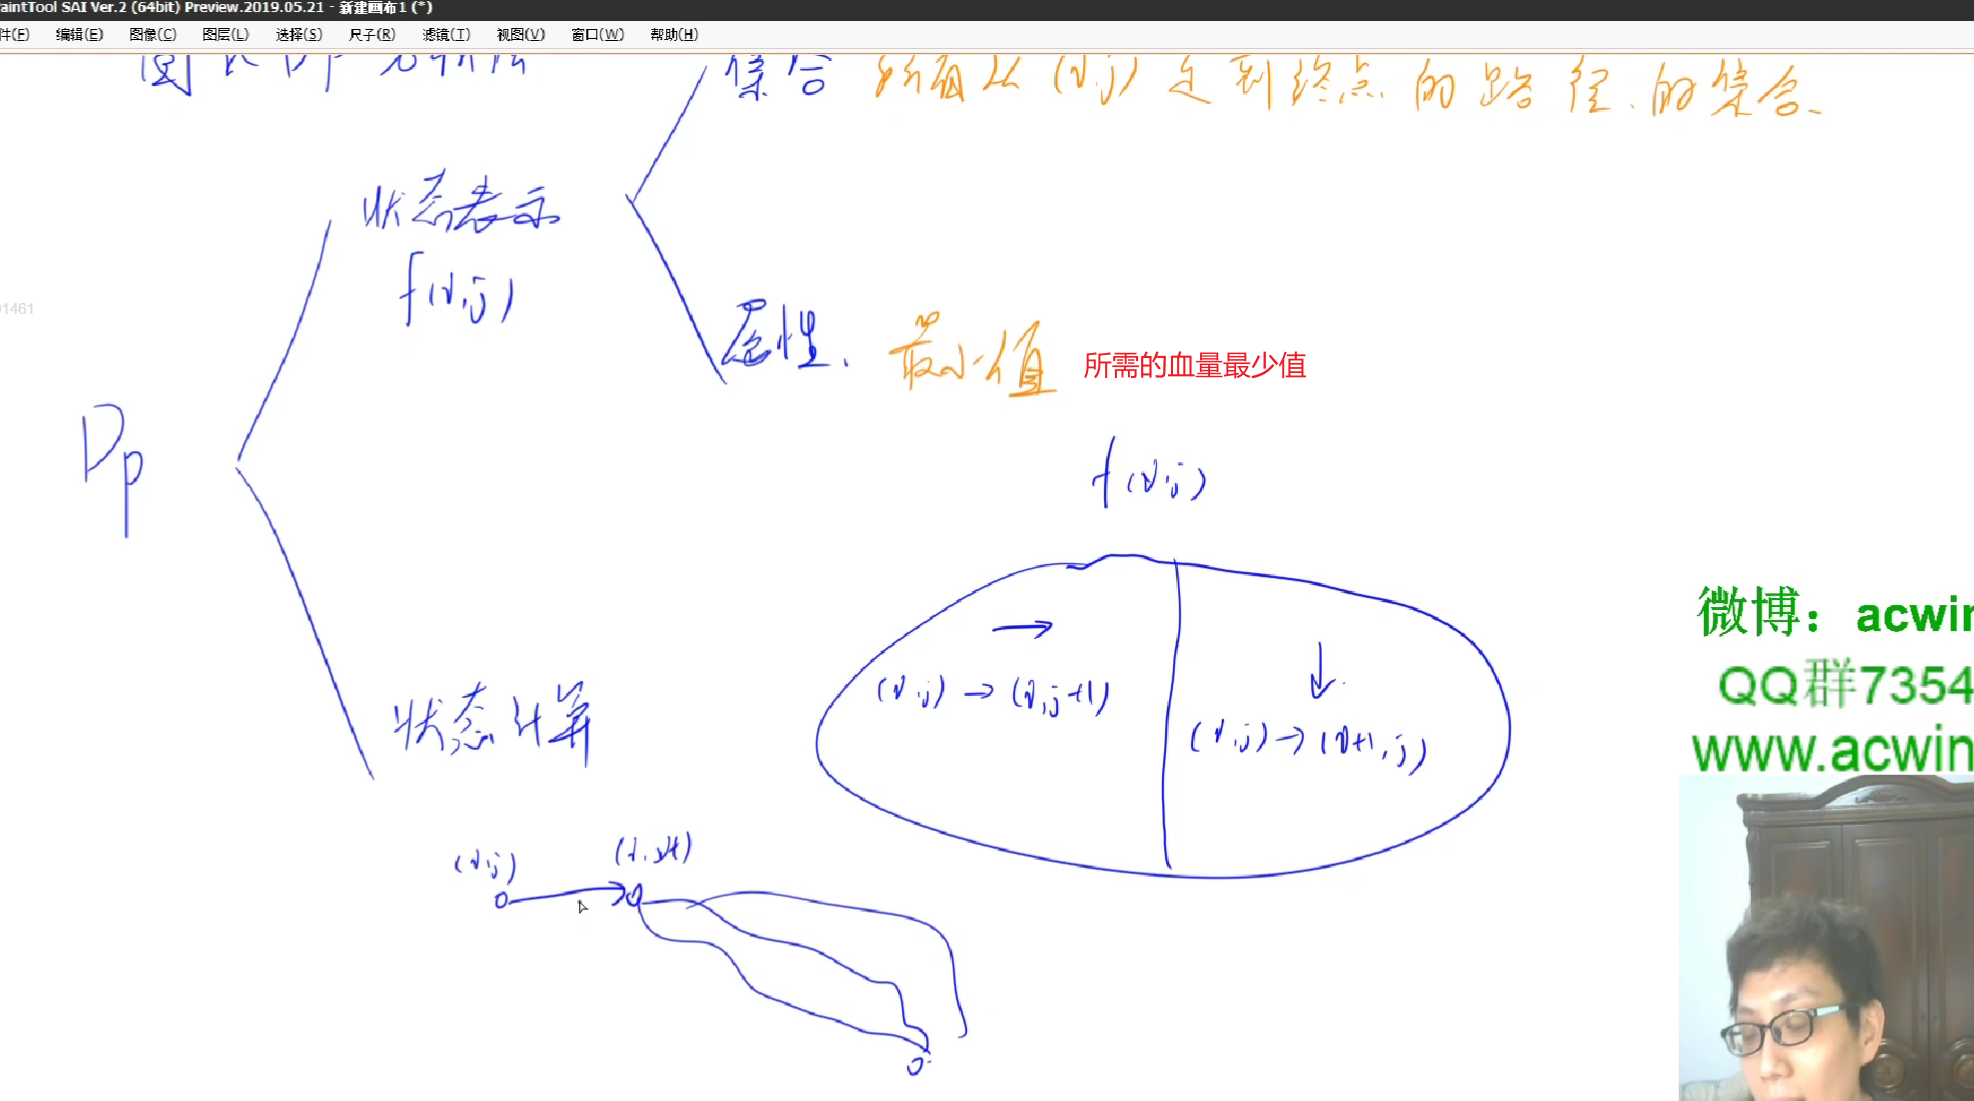 aintTool SAI Ver.2 (64bit) Preview.2019.05.21 - 新建画布1 (*)
件(F) 编辑(E) 图像(C) 图层(L) 选择(S) 尺子(R) 滤镜(T) 视图(V) 窗口(W) 帮助(H)
集合 所有从(i,j)走到终点的路径.的集合.
状态表示
f(i,j)
1461
属性. 最小值 所需的血量最少值
Dp
f(i,j)
(i,j) → (i,j+1)
(i,j) → (i+1,j)
状态计算
(i,j) (i,j+1)
微博：acwin
QQ群7354
www.acwin